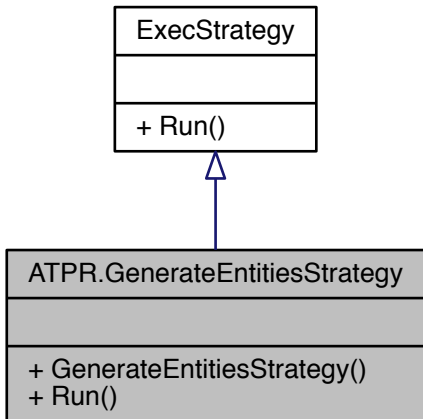 ExecStrategy
+ Run()
ATPR.GenerateEntitiesStrategy
+ GenerateEntitiesStrategy()
+ Run()